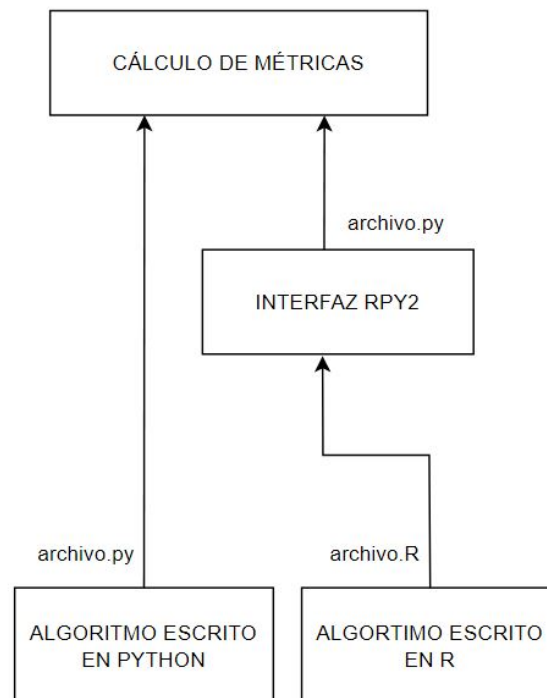 CÁLCULO DE MÉTRICAS
archivo.py
INTERFAZ RPY2
archivo.py
archivo.R
ALGORITMO ESCRITO
EN PYTHON
ALGORTIMO ESCRITO
EN R